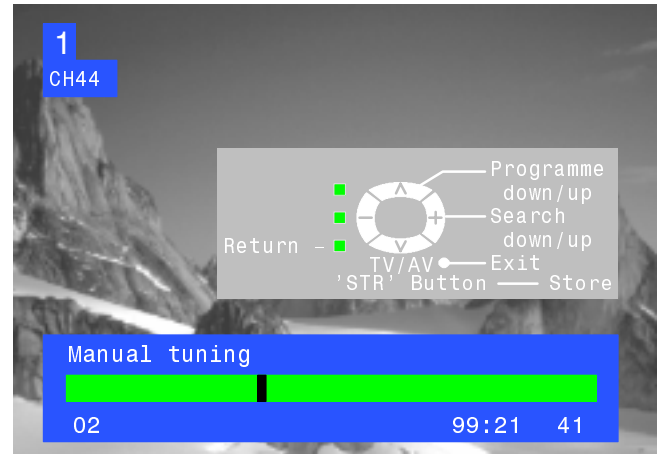 1
CH44
Programme
down/up
Search
down/up
Return –
TV/AV Exit
'STR' Button —— Store
Manual tuning
02 99:21 41